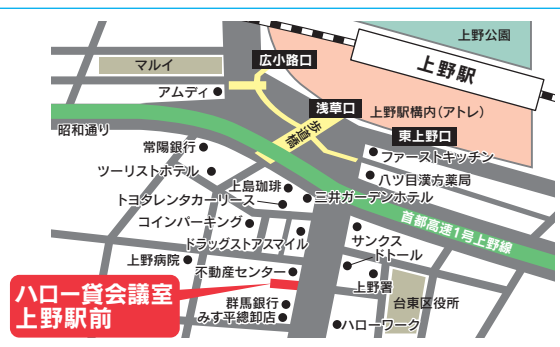 上野公園
広小路口
マルイ
上野駅
アムディ
浅草口
上野駅構内(アトレ)
歩道橋
東上野口
昭和通り
常陽銀行
ファーストキッチン
ツーリストホテル
八ツ目漢方薬局
上島珈琲
トヨタレンタカーリース
三井ガーデンホテル
首都高速1号上野線
コインパーキング
ドラッグストアスマイル
サンクス
ドトール
上野病院
不動産センター
上野署
ハロー貸会議室
上野駅前
群馬銀行
みす平總卸店
台東区役所
ハローワーク